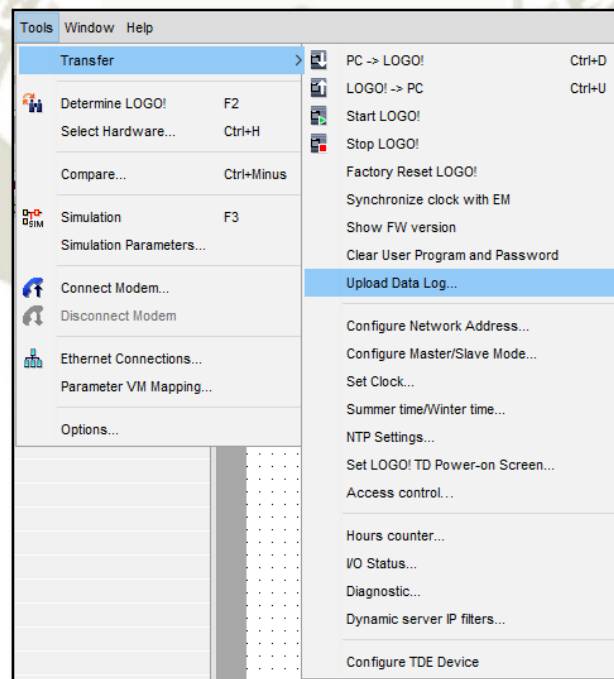 Tools Window Help
Transfer
Determine LOGO! F2
Select Hardware... Ctrl+H
Compare... Ctrl+Minus
SIM
Simulation F3
Simulation Parameters...
Connect Modem...
Disconnect Modem
Ethernet Connections...
Parameter VM Mapping...
Options...
PC -> LOGO! Ctrl+D
LOGO! -> PC Ctrl+U
Start LOGO!
Stop LOGO!
Factory Reset LOGO!
Synchronize clock with EM
Show FW version
Clear User Program and Password
Upload Data Log...
Configure Network Address...
Configure Master/Slave Mode...
Set Clock...
Summer time/Winter time...
NTP Settings...
Set LOGO! TD Power-on Screen...
Access control...
Hours counter...
I/O Status...
Diagnostic...
Dynamic server IP filters...
Configure TDE Device